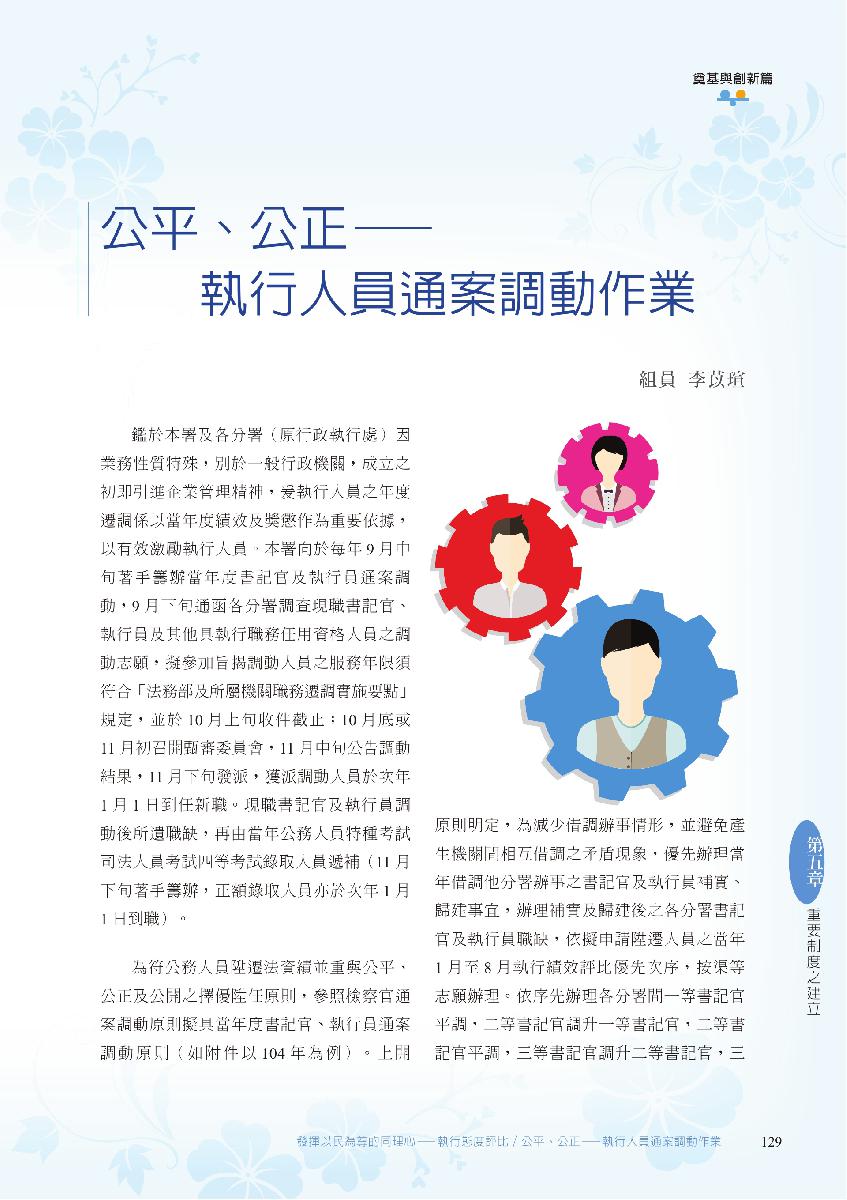 奠基與創新篇
公平、公正——
執行人員通案調動作業
組員 李苡瑄
鑑於本署及各分署（原行政執行處）因
業務性質特殊，別於一般行政機關，成立之
初即引進企業管理精神，爰執行人員之年度
遷調係以當年度績效及獎懲作為重要依據，
以有效激勵執行人員。本署向於每年 9 月中
旬著手籌辦當年度書記官及執行員通案調
動，9 月下旬通函各分署調查現職書記官、
執行員及其他具執行職務任用資格人員之調
動志願，擬參加旨揭調動人員之服務年限須
符合「法務部及所屬機關職務遷調實施要點」
規定，並於 10 月上旬收件截止；10 月底或
11 月初召開甄審委員會，11 月中旬公告調動
結果，11 月下旬發派，獲派調動人員於次年
1 月 1 日到任新職。現職書記官及執行員調
動後所遺職缺，再由當年公務人員特種考試
司法人員考試四等考試錄取人員遞補（11 月
下旬著手籌辦，正額錄取人員亦於次年 1 月
1 日到職）。
為符公務人員陞遷法資績並重與公平、
公正及公開之擇優陞任原則，參照檢察官通
案調動原則擬具當年度書記官、執行員通案
調動原則（如附件以 104 年為例）。上開
原則明定，為減少借調辦事情形，並避免產
生機關間相互借調之矛盾現象，優先辦理當
年借調他分署辦事之書記官及執行員補實、
歸建事宜，辦理補實及歸建後之各分署書記
官及執行員職缺，依擬申請陞遷人員之當年
1 月至 8 月執行績效評比優先次序，按渠等
志願辦理。依序先辦理各分署間一等書記官
平調，二等書記官調升一等書記官，二等書
記官平調，三等書記官調升二等書記官，三
第五章
重要制度之建立
發揮以民為尊的同理心——執行態度評比 / 公平、公正——執行人員通案調動作業
129